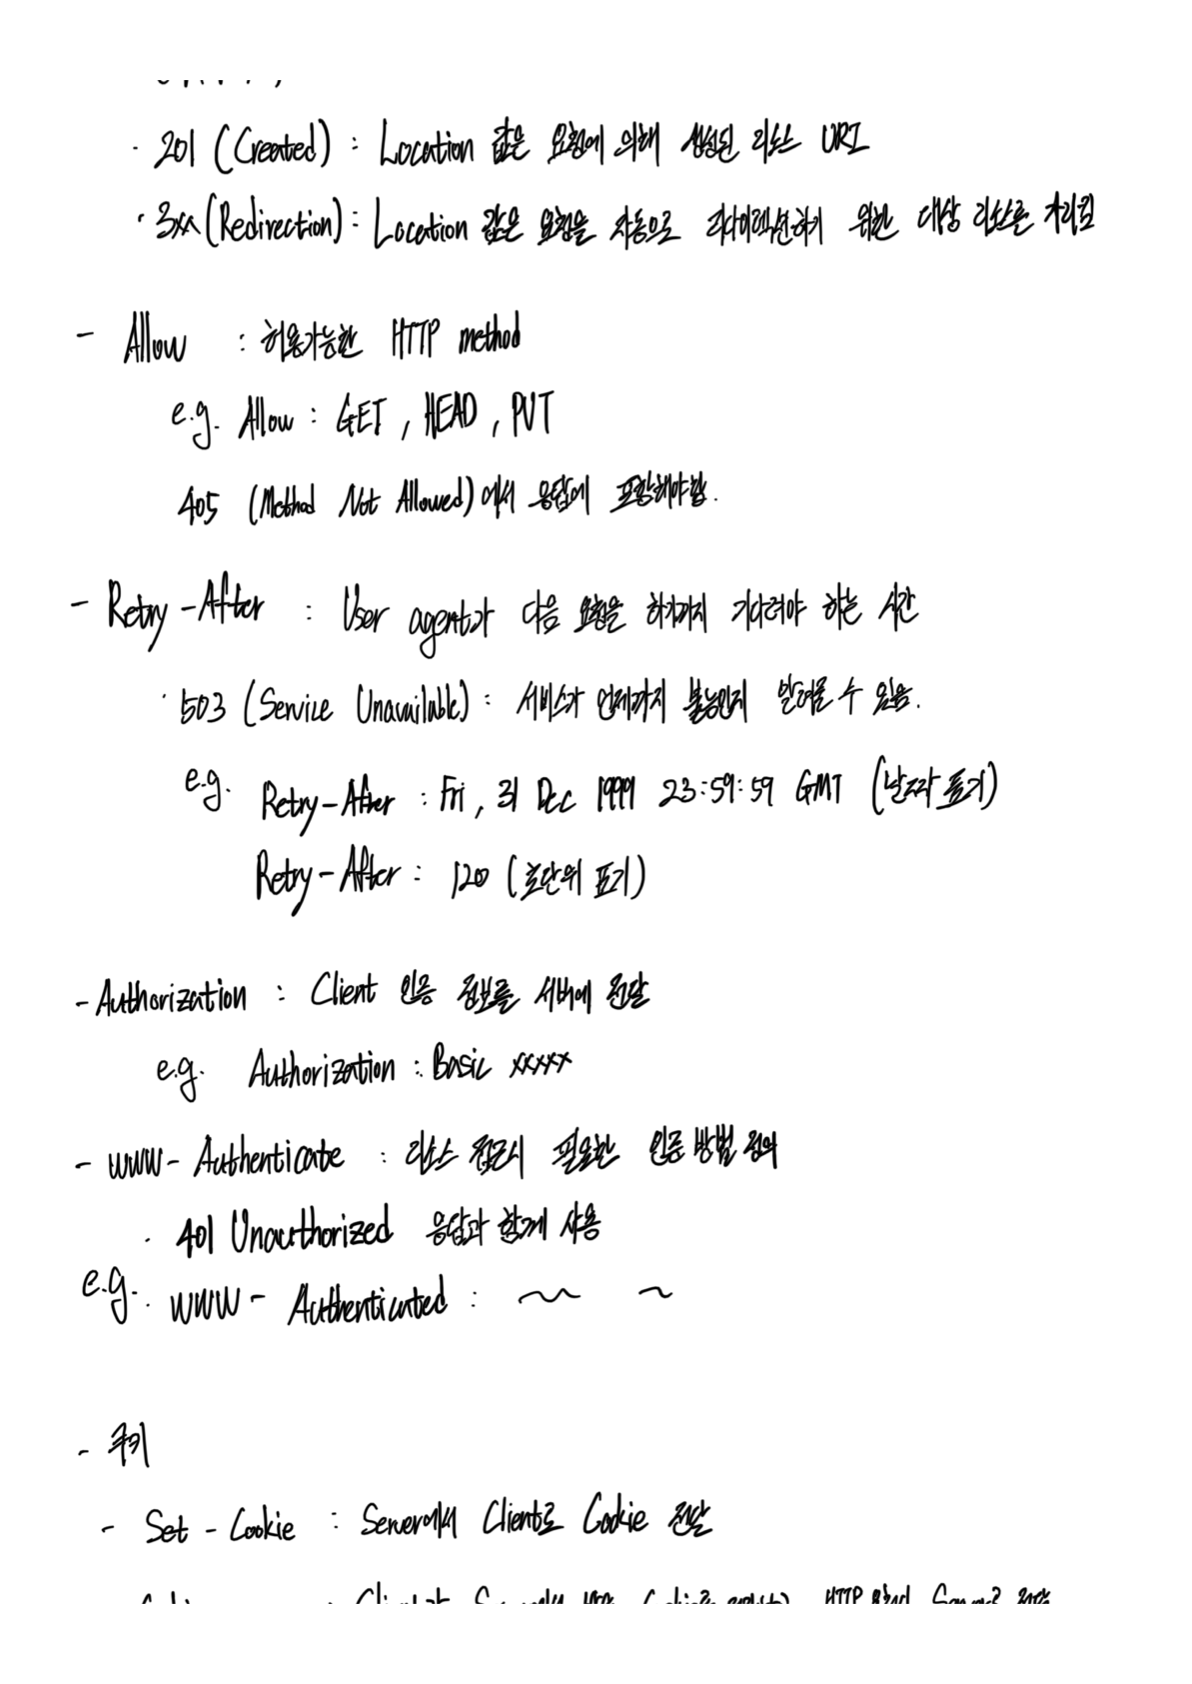 · 201 (Created) : Location 값은 요청에 의해 생성된 리소스 URI
· 3xx (Redirection) : Location 값은 요청을 자동으로 리다이렉션하기 위한 대상 리소스를 가리킴
- Allow : 허용가능한 HTTP method
e.g. Allow : GET , HEAD , PUT
405 (Method Not Allowed) 에서 응답에 포함해야함.
- Retry-After : User agent가 다음 요청을 하기까지 기다려야 하는 시간
· 503 (Service Unavailable) : 서비스가 언제까지 불능인지 알려줄 수 있음.
e.g. Retry-After : Fri, 31 Dec 1999 23:59:59 GMT (날짜 표기)
Retry-After : 120 (초단위 표기)
- Authorization : Client 인증 정보를 서버에 전달
e.g. Authorization : Basic xxxxx
- WWW-Authenticate : 리소스 접근시 필요한 인증 방법 정의
· 401 Unauthorized 응답과 함께 사용
e.g. · WWW- Authenticated : ~~ ~
- 쿠키
- Set-Cookie : Server에서 Client로 Cookie 전달